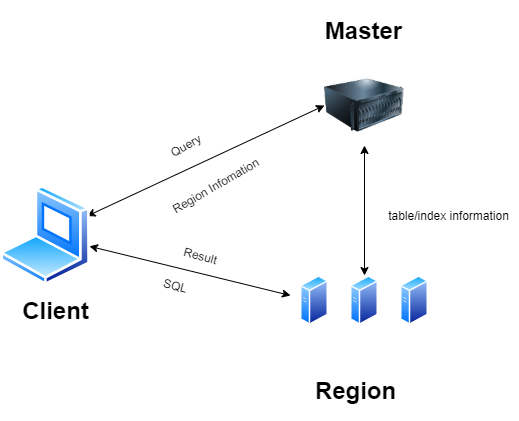 Master
Query
Region Infomation
table/index information
Result
SQL
Client
Region